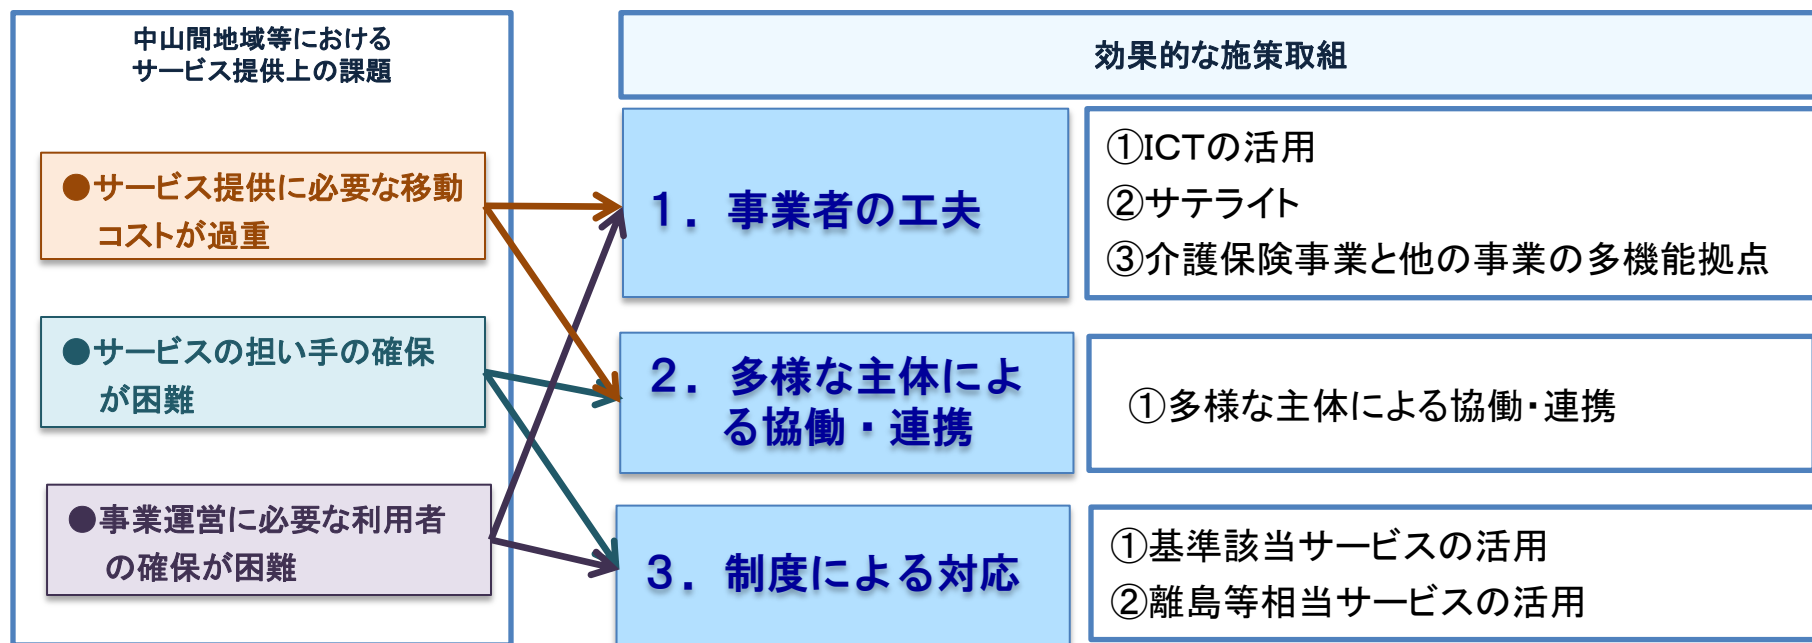 中山間地域等における
サービス提供上の課題
●サービス提供に必要な移動
コストが過重
●サービスの担い手の確保
が困難
●事業運営に必要な利用者
の確保が困難
効果的な施策取組
１．事業者の工夫
①ICTの活用
②サテライト
③介護保険事業と他の事業の多機能拠点
２．多様な主体によ
る協働・連携
①多様な主体による協働・連携
３．制度による対応
①基準該当サービスの活用
②離島等相当サービスの活用